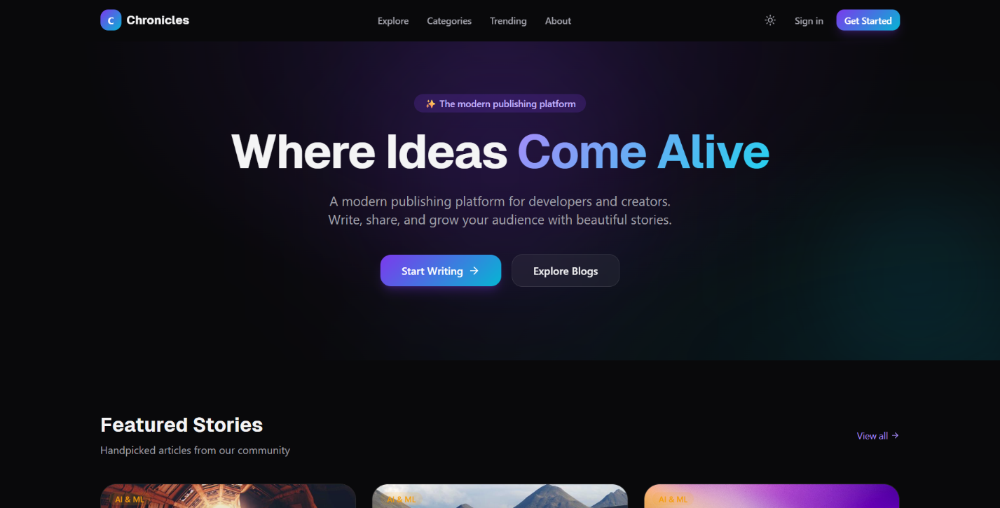 C Chronicles
Explore Categories Trending About
Sign in Get Started
✨ The modern publishing platform
Where Ideas Come Alive
A modern publishing platform for developers and creators.
Write, share, and grow your audience with beautiful stories.
Start Writing → Explore Blogs
Featured Stories
Handpicked articles from our community
View all →
AI & ML
AI & ML
AI & ML